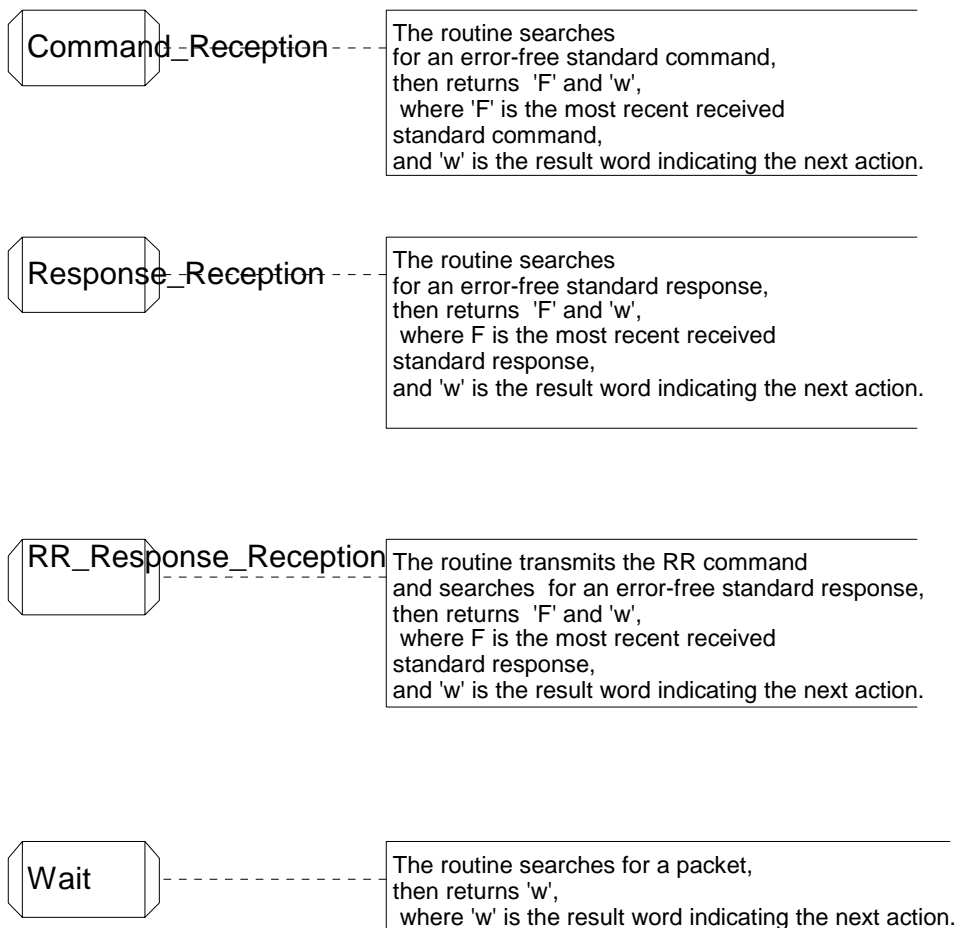 Command_Reception
The routine searches
for an error-free standard command,
then returns 'F' and 'w',
where 'F' is the most recent received
standard command,
and 'w' is the result word indicating the next action.
Response_Reception
The routine searches
for an error-free standard response,
then returns 'F' and 'w',
where F is the most recent received
standard response,
and 'w' is the result word indicating the next action.
RR_Response_Reception
The routine transmits the RR command
and searches for an error-free standard response,
then returns 'F' and 'w',
where F is the most recent received
standard response,
and 'w' is the result word indicating the next action.
Wait
The routine searches for a packet,
then returns 'w',
where 'w' is the result word indicating the next action.